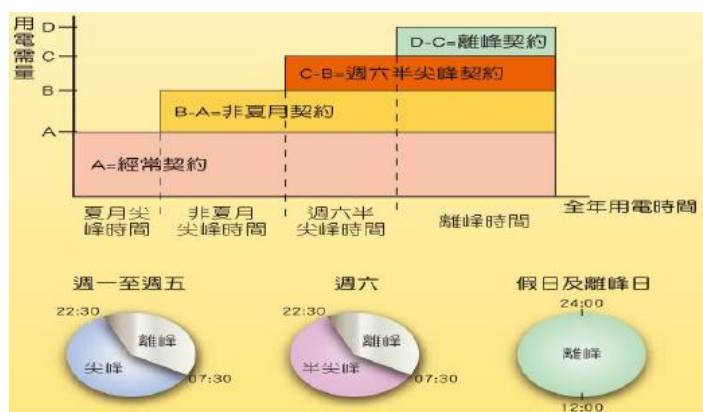 用電需量
D
C
B
A
D-C=離峰契約
C-B=週六半尖峰契約
B-A=非夏月契約
A=經常契約
夏月尖
峰時間
非夏月
尖峰時間
週六半
尖峰時間
離峰時間
全年用電時間
週一至週五
22:30
離峰
尖峰
07:30
週六
22:30
離峰
半尖峰
07:30
假日及離峰日
24:00
離峰
12:00